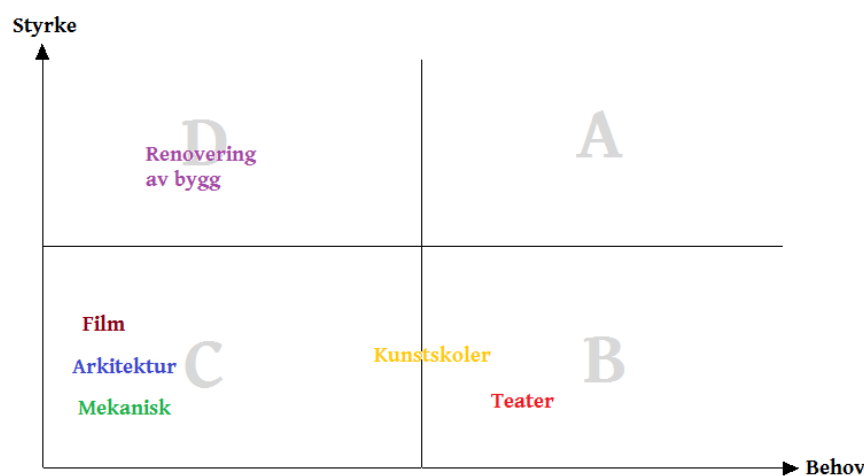 Styrke
D
A
Renovering
av bygg
Film
C
Arkitektur
Mekanisk
Kunstskoler
B
Teater
Behov